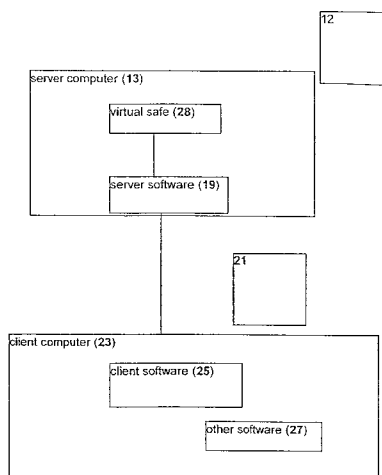 12
server computer (13)
virtual safe (28)
server software (19)
21
client computer (23)
client software (25)
other software (27)